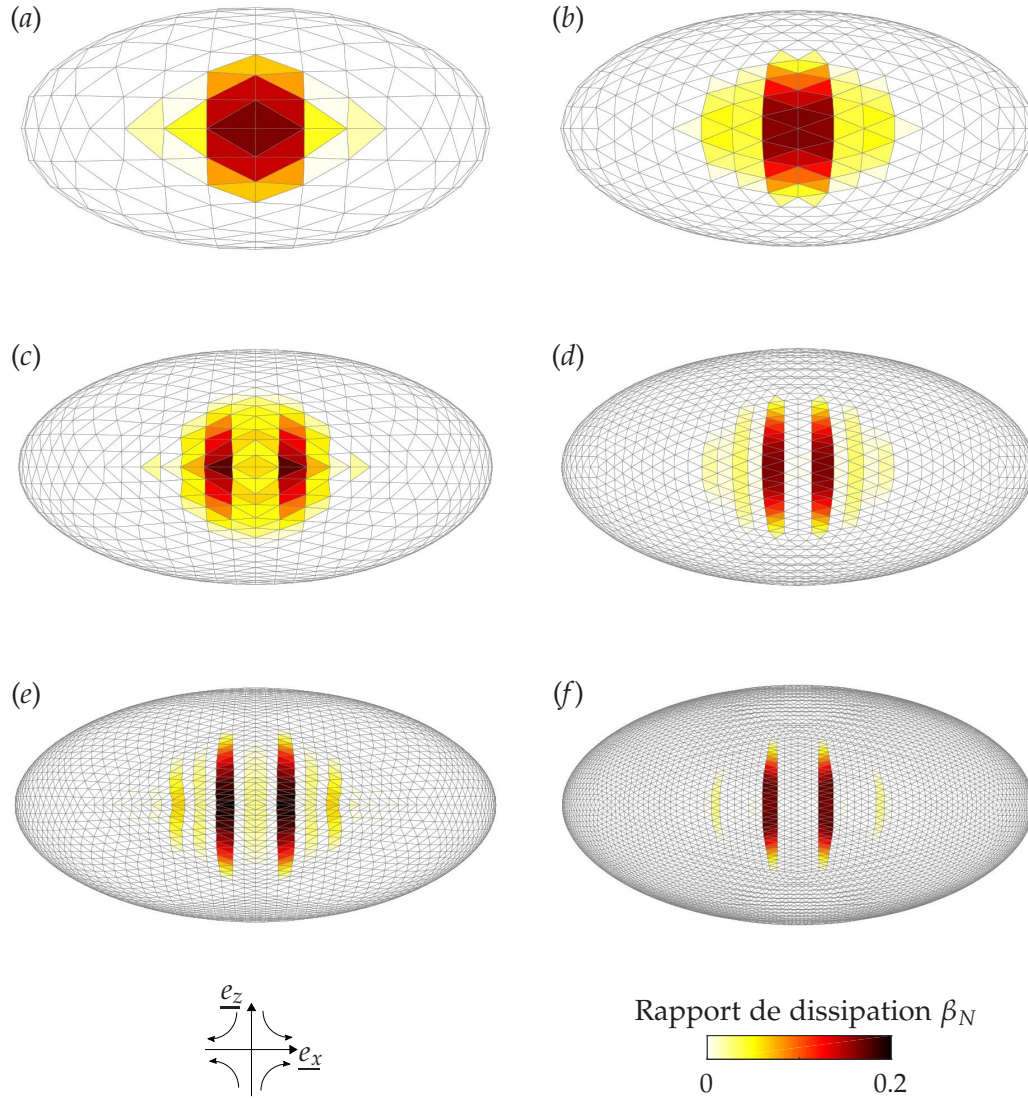 (a)
(b)
(c)
(d)
(e)
(f)
e_z
e_x
Rapport de dissipation β_N
0
0.2